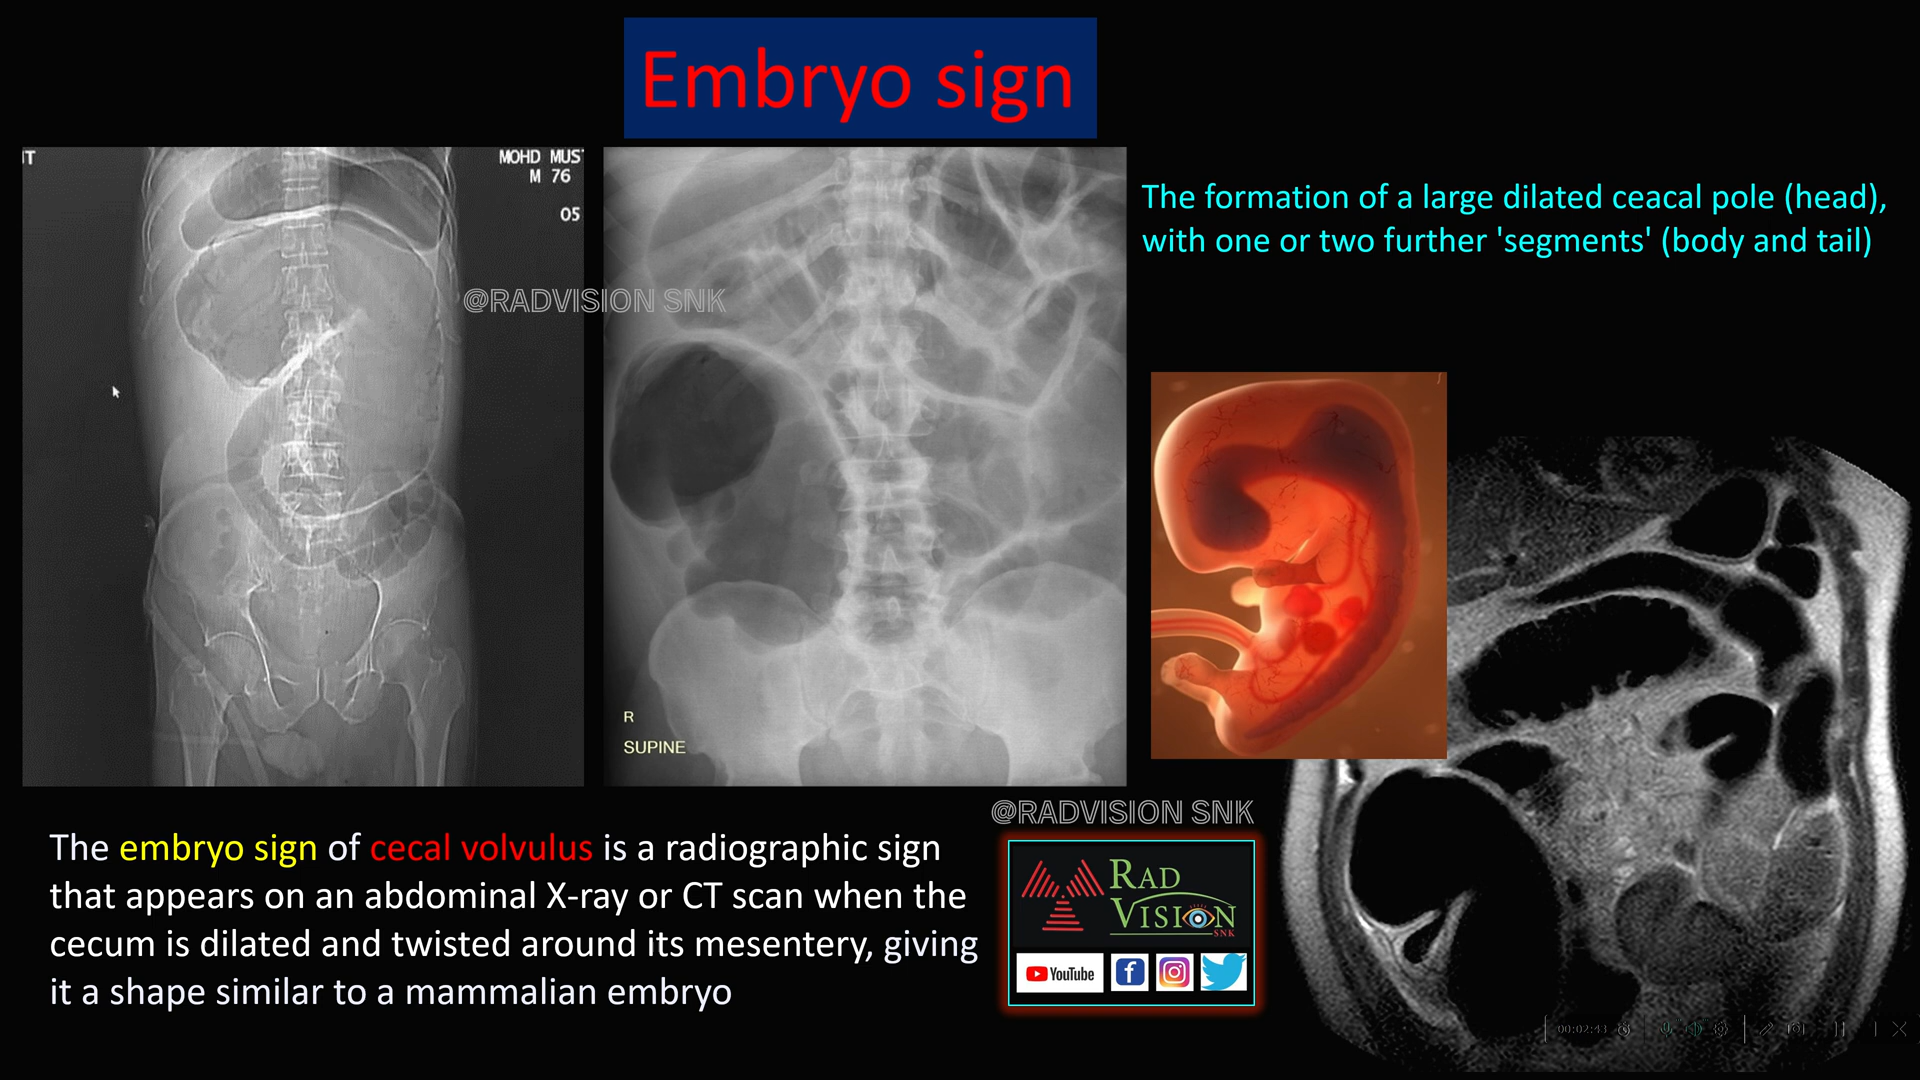 Embryo sign
IT
MOHD MUS
M 76
05
@RADVISION SNK
R
SUPINE
The formation of a large dilated ceacal pole (head),
with one or two further 'segments' (body and tail)
The embryo sign of cecal volvulus is a radiographic sign
that appears on an abdominal X-ray or CT scan when the
cecum is dilated and twisted around its mesentery, giving
it a shape similar to a mammalian embryo
@RADVISION SNK
RAD
VISION
SNK
YouTube
00:02:43